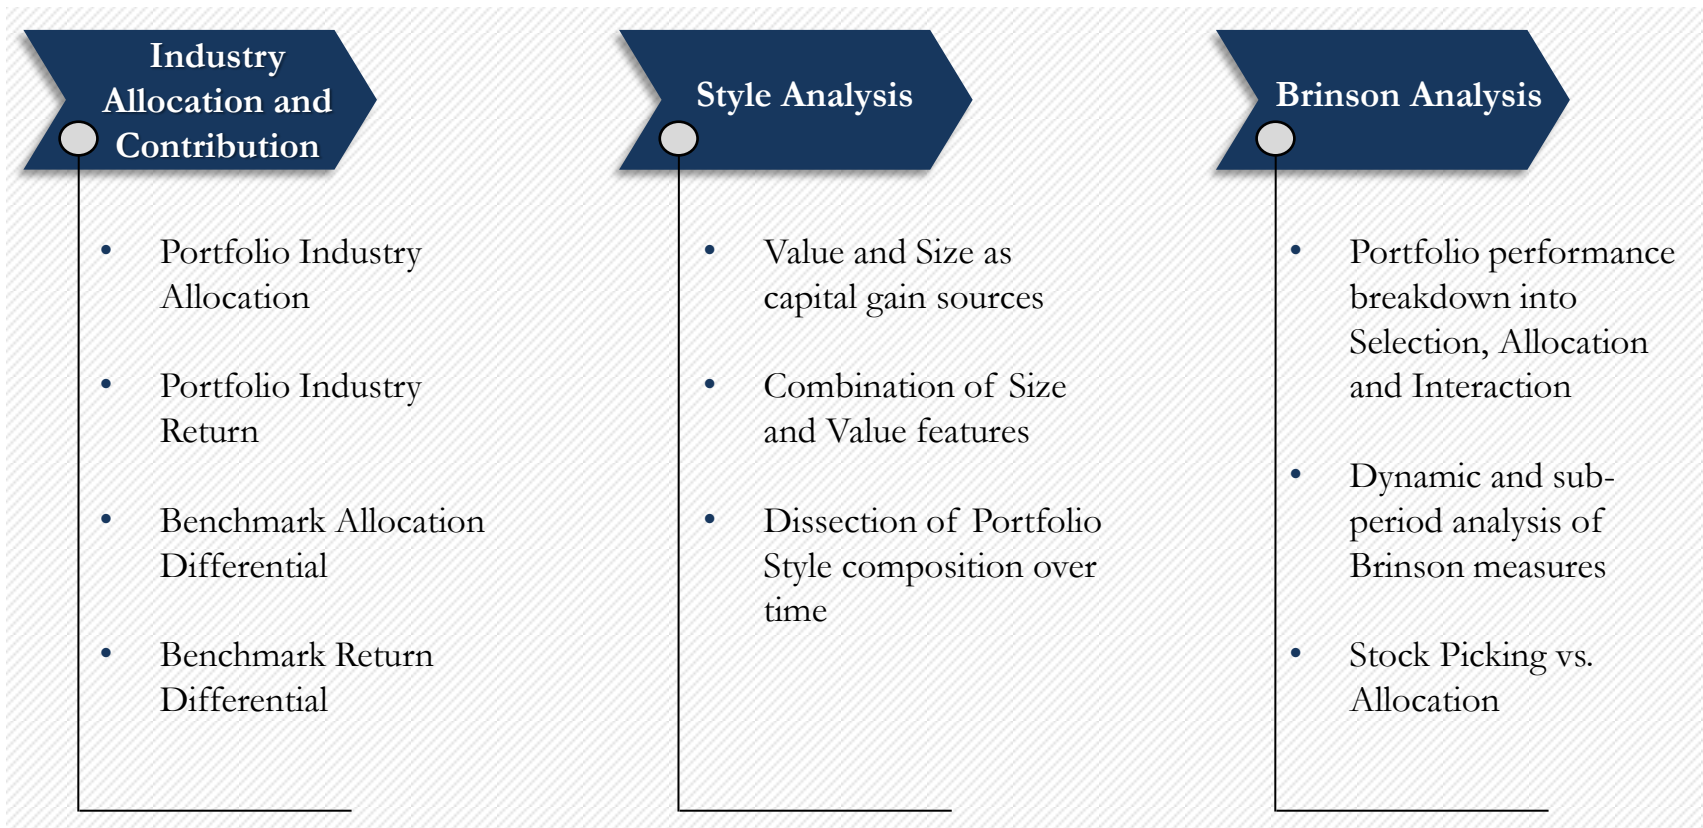 Industry
Allocation and
Contribution
• Portfolio Industry
Allocation
• Portfolio Industry
Return
• Benchmark Allocation
Differential
• Benchmark Return
Differential
Style Analysis
• Value and Size as
capital gain sources
• Combination of Size
and Value features
• Dissection of Portfolio
Style composition over
time
Brinson Analysis
• Portfolio performance
breakdown into
Selection, Allocation
and Interaction
• Dynamic and sub-
period analysis of
Brinson measures
• Stock Picking vs.
Allocation